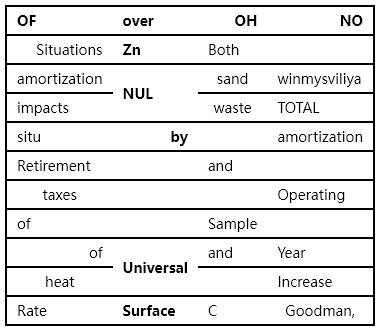 OF over OH NO
Situations Zn Both
amortization NUL sand winmysviliya
impacts waste TOTAL
situ by amortization
Retirement and
taxes Operating
of Sample
of Universal and Year
heat Increase
Rate Surface C Goodman,